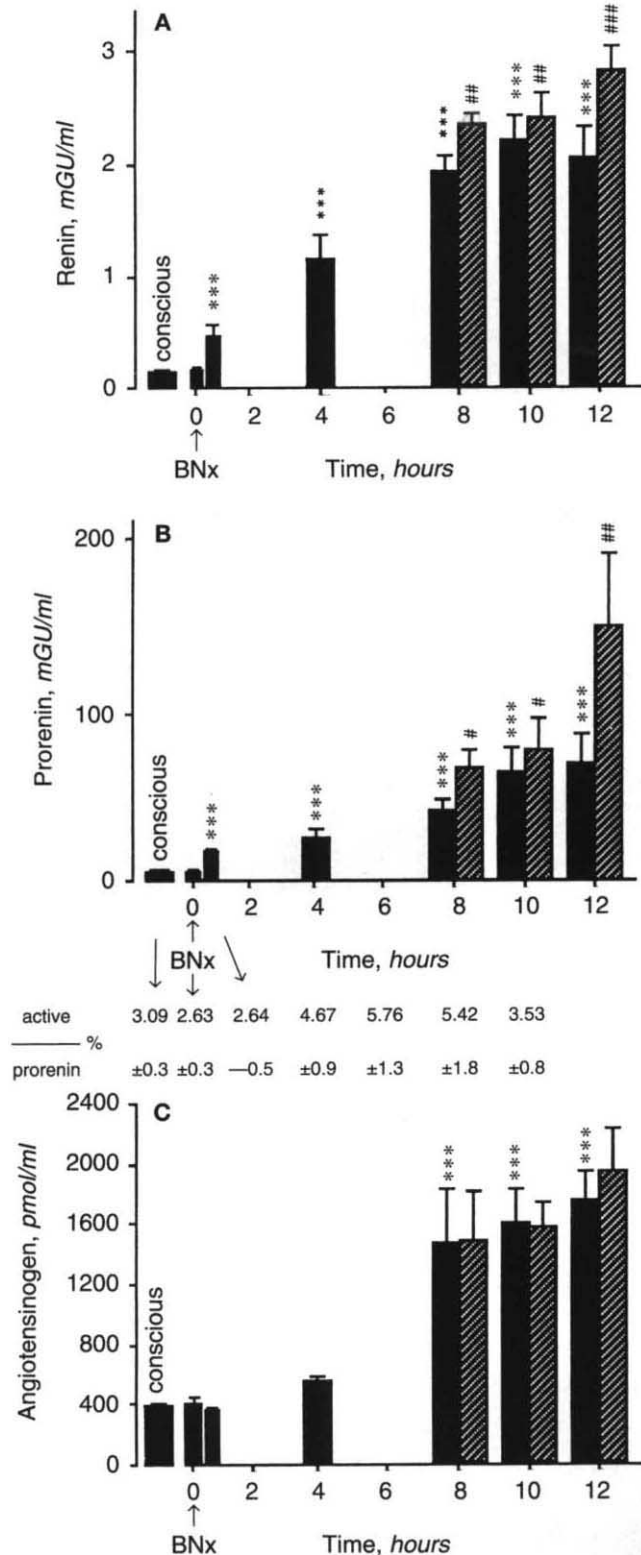 A
3
2
1
0
Renin, mGU/ml
conscious
***
***
***
##
***
##
***
###
0 2 4 6 8 10 12
↑
BNx Time, hours
B
200
100
0
Prorenin, mGU/ml
conscious
***
***
***
#
***
#
***
##
0 2 4 6 8 10 12
↑
BNx Time, hours
active 3.09 2.63 2.64 4.67 5.76 5.42 3.53
%
prorenin ±0.3 ±0.3 —0.5 ±0.9 ±1.3 ±1.8 ±0.8
C
2400
2000
1600
1200
800
400
0
Angiotensinogen, pmol/ml
conscious
***
***
***
0 2 4 6 8 10 12
↑
BNx Time, hours